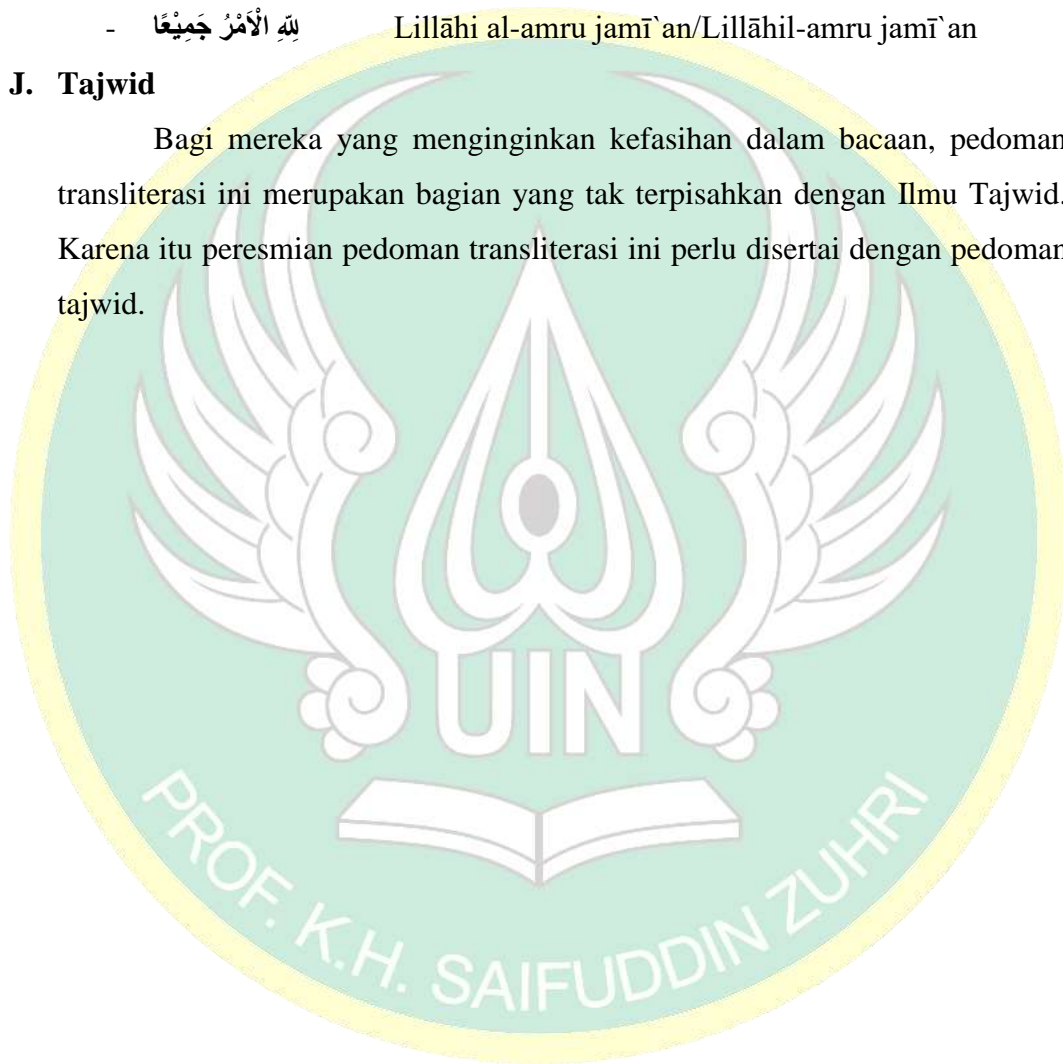 - لِلّهِ الْاَمْرُ جَمِيْعًا Lillāhi al-amru jamī`an/Lillāhil-amru jamī`an
J. Tajwid
Bagi mereka yang menginginkan kefasihan dalam bacaan, pedoman
transliterasi ini merupakan bagian yang tak terpisahkan dengan Ilmu Tajwid.
Karena itu peresmian pedoman transliterasi ini perlu disertai dengan pedoman
tajwid.
UIN
PROF. K.H. SAIFUDDIN ZUHRI